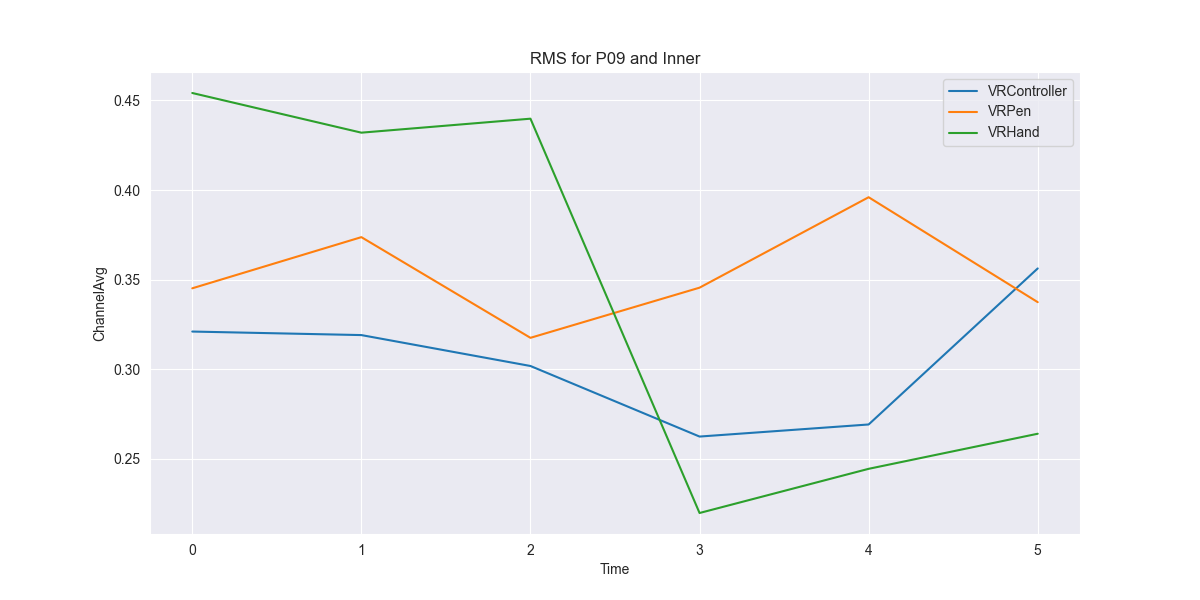 RMS for P09 and Inner
VRController
VRPen
VRHand
0.45
0.40
0.35
0.30
0.25
ChannelAvg
0 1 2 3 4 5
Time